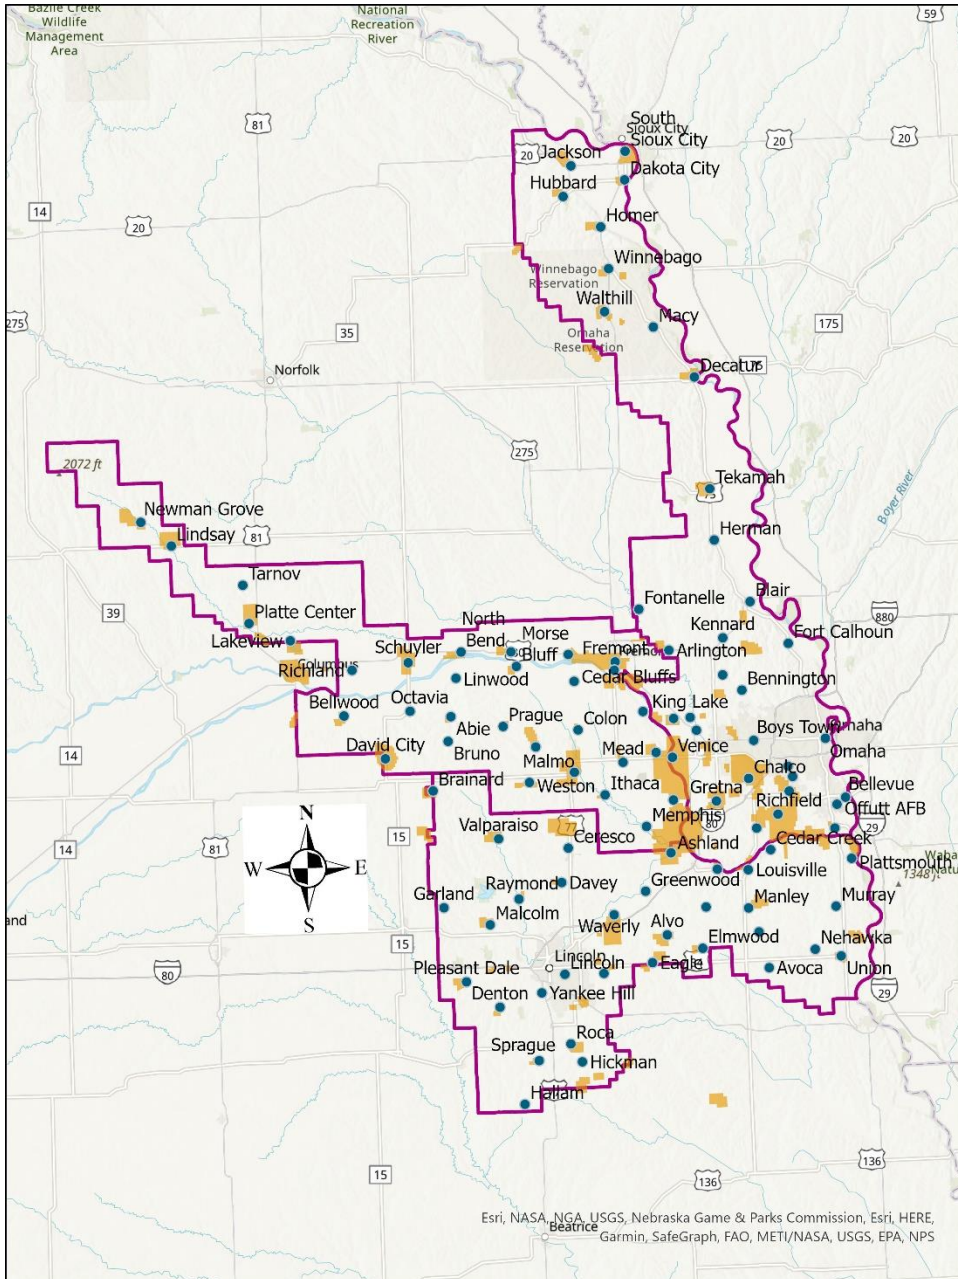 Bazile Creek
Wildlife
Management
Area
National
Recreation
River
59
81
20
20
20
South
Sioux City
Sioux City
Jackson
Dakota City
Hubbard
14
20
Homer
Winnebago
Winnebago
Reservation
Walthill
Macy
275
35
175
Omaha
Reservation
Norfolk
Decatur
275
2072 ft
Tekamah
75
Boyer River
Newman Grove
Lindsay
81
Herman
Tarnov
Blair
39
Platte Center
Fontanelle
880
North
Bend
Morse
Bluff
Kennard
Fort Calhoun
Lakeview
Schuyler
Fremont
Arlington
Columbus
Richland
Linwood
Cedar Bluffs
Bennington
Bellwood
Octavia
Abie
Prague
Colon
King Lake
14
Bruno
Boys Town
Omaha
Omaha
David City
Mead
Venice
Malmo
Chalco
Brainard
Weston
Ithaca
Gretna
Bellevue
Richfield
Offutt AFB
N
80
15
Memphis
29
14
81
Valparaiso
77
Ceresco
Cedar Creek
W
E
Ashland
Plattsmouth
S
Louisville
1348 ft
Garland
Raymond
Davey
Greenwood
Malcolm
Manley
Murray
Waverly
Alvo
15
Elmwood
Nehawka
80
Lincoln
Lincoln
Eagle
Pleasant Dale
Avoca
Union
Denton
Yankee Hill
29
Roca
Sprague
Hickman
Hallam
15
136
136
Beatrice
Esri, NASA, NGA, USGS, Nebraska Game & Parks Commission, Esri, HERE,
Garmin, SafeGraph, FAO, METI/NASA, USGS, EPA, NPS